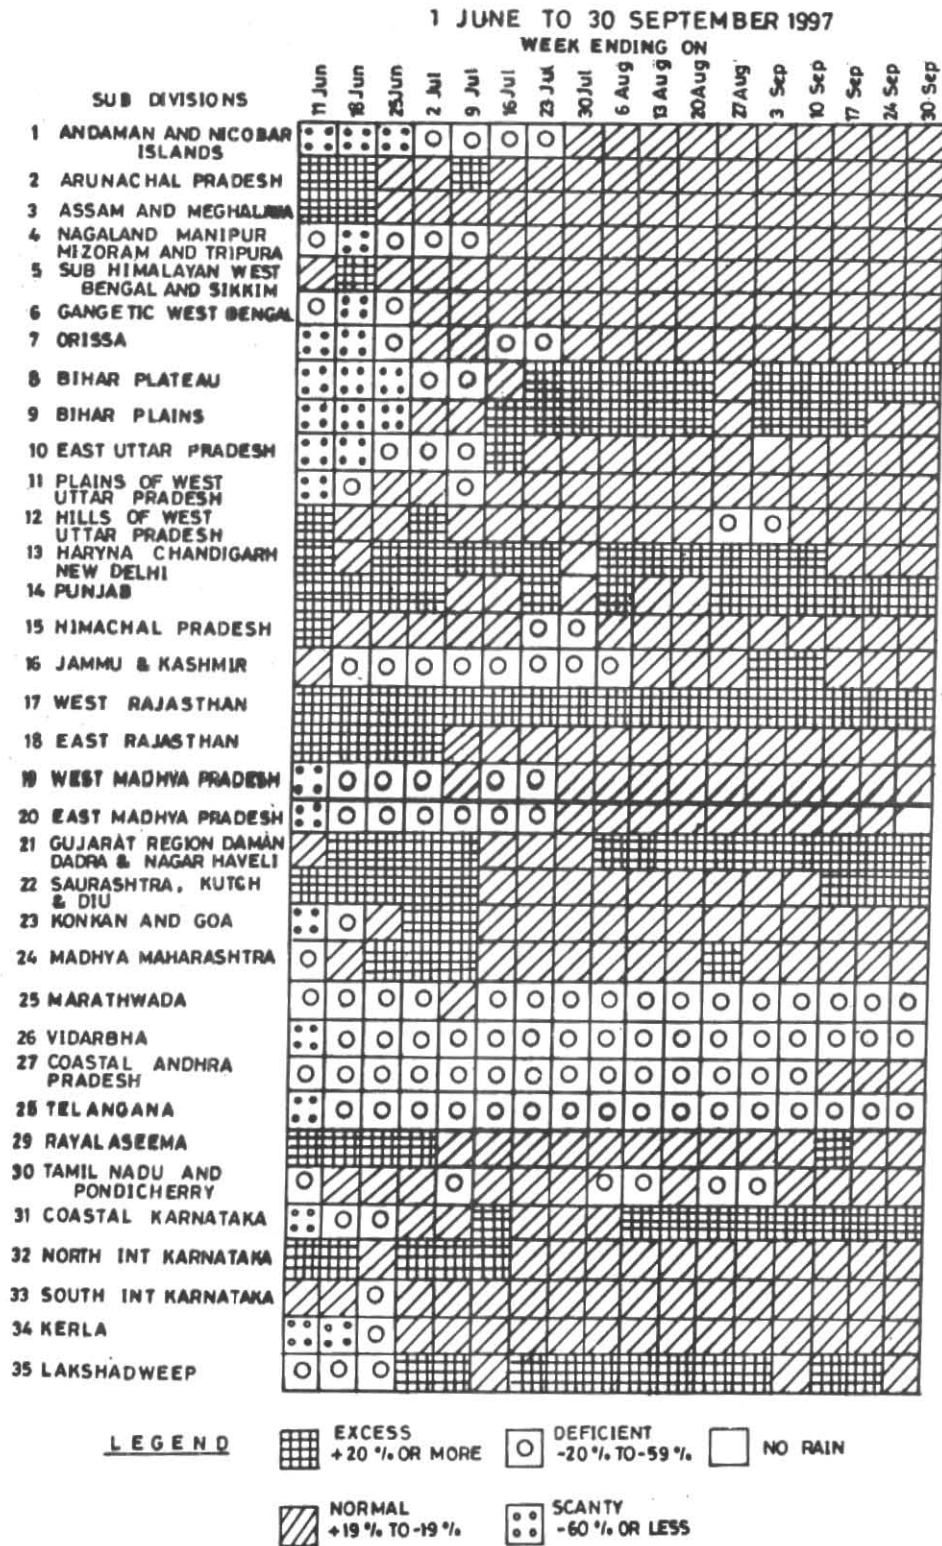 1 JUNE TO 30 SEPTEMBER 1997
WEEK ENDING ON
SUB DIVISIONS
11 Jun
18 Jun
25 Jun
2 Jul
9 Jul
16 Jul
23 Jul
30 Jul
6 Aug
13 Aug
20 Aug
27 Aug
3 Sep
10 Sep
17 Sep
24 Sep
30 Sep
1 ANDAMAN AND NICOBAR
ISLANDS
2 ARUNACHAL PRADESH
3 ASSAM AND MEGHALAYA
4 NAGALAND MANIPUR
MIZORAM AND TRIPURA
5 SUB HIMALAYAN WEST
BENGAL AND SIKKIM
6 GANGETIC WEST BENGAL
7 ORISSA
8 BIHAR PLATEAU
9 BIHAR PLAINS
10 EAST UTTAR PRADESH
11 PLAINS OF WEST
UTTAR PRADESH
12 HILLS OF WEST
UTTAR PRADESH
13 HARYNA CHANDIGARH
NEW DELHI
14 PUNJAB
15 HIMACHAL PRADESH
16 JAMMU & KASHMIR
17 WEST RAJASTHAN
18 EAST RAJASTHAN
19 WEST MADHYA PRADESH
20 EAST MADHYA PRADESH
21 GUJARAT REGION DAMAN
DADRA & NAGAR HAVELI
22 SAURASHTRA, KUTCH
& DIU
23 KONKAN AND GOA
24 MADHYA MAHARASHTRA
25 MARATHWADA
26 VIDARBHA
27 COASTAL ANDHRA
PRADESH
28 TELANGANA
29 RAYALASEEMA
30 TAMIL NADU AND
PONDICHERRY
31 COASTAL KARNATAKA
32 NORTH INT KARNATAKA
33 SOUTH INT KARNATAKA
34 KERLA
35 LAKSHADWEEP
LEGEND
EXCESS
+20 % OR MORE
DEFICIENT
-20 % TO -59 %
NO RAIN
NORMAL
+19 % TO -19 %
SCANTY
-60 % OR LESS